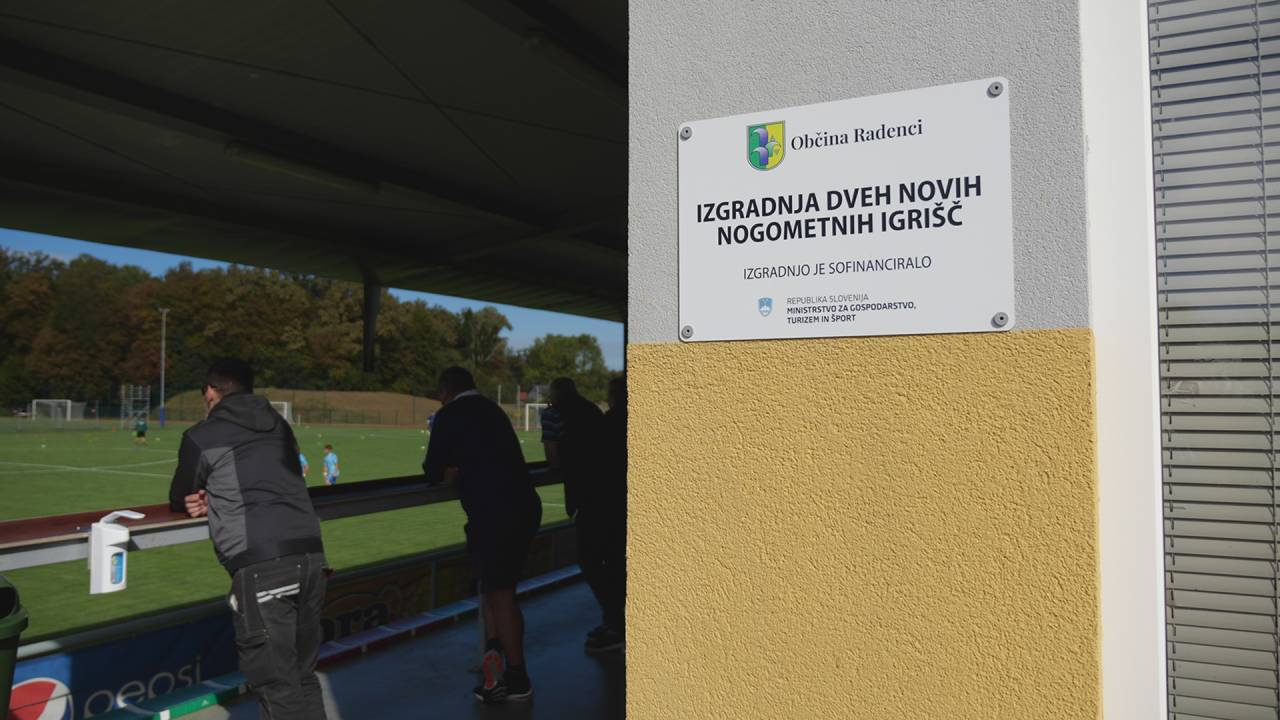 Občina Radenci
IZGRADNJA DVEH NOVIH
NOGOMETNIH IGRIŠČ
IZGRADNJO JE SOFINANCIRALO
REPUBLIKA SLOVENIJA
MINISTRSTVO ZA GOSPODARSTVO,
TURIZEM IN ŠPORT
pepsi